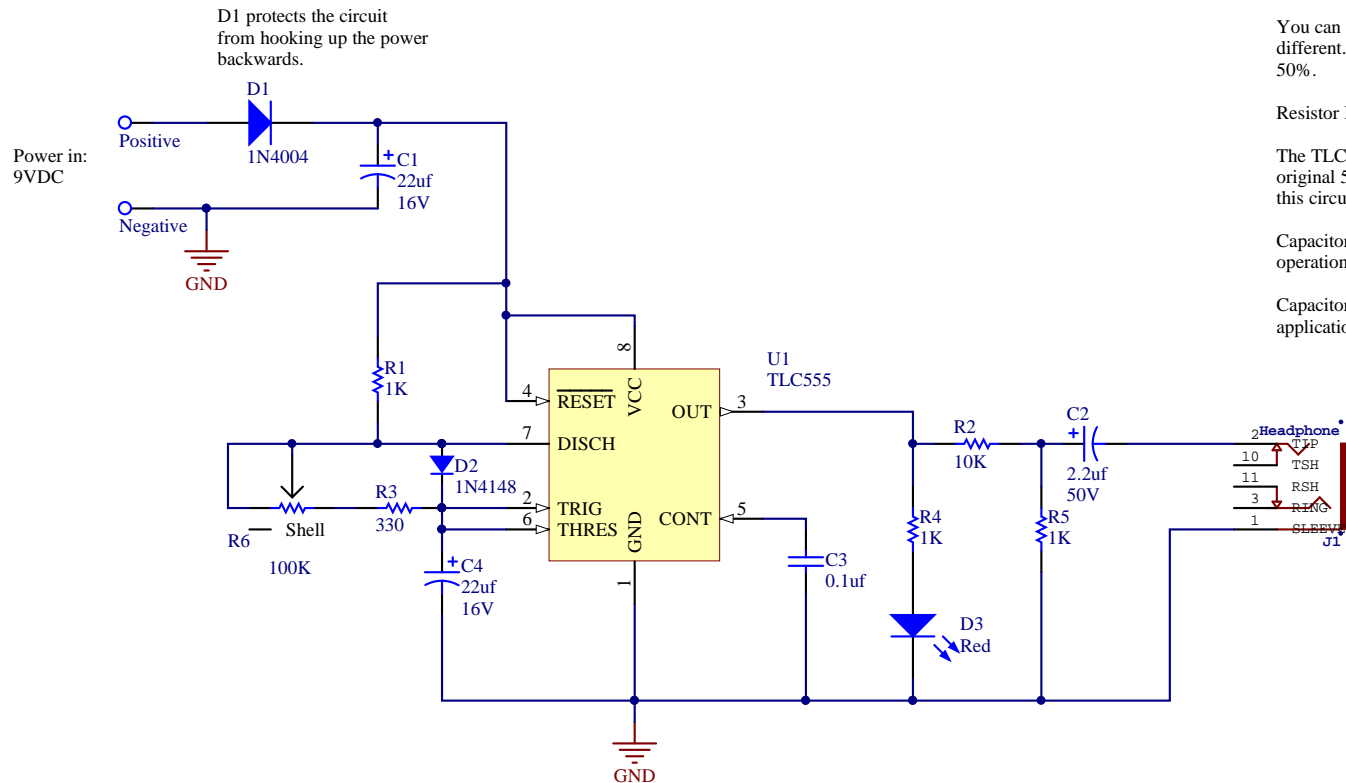 D1 protects the circuit
from hooking up the power
backwards.
You can
different.
50%.
Resistor
The TLC
original 5
this circu
Capacitor
operation
Capacitor
applicatio
D1
Positive
1N4004
Power in:
9VDC
C1
22uf
16V
Negative
GND
R1
1K
U1
TLC555
8
VCC
4
RESET
OUT
3
7
DISCH
D2
1N4148
2
TRIG
6
THRES
GND
1
CONT
5
R3
330
R6
Shell
100K
C4
22uf
16V
C3
0.1uf
R2
10K
C2
2.2uf
50V
R4
1K
R5
1K
D3
Red
Headphone
2
TIP
10
TSH
11
RSH
3
RING
1
SLEEV
J1
GND